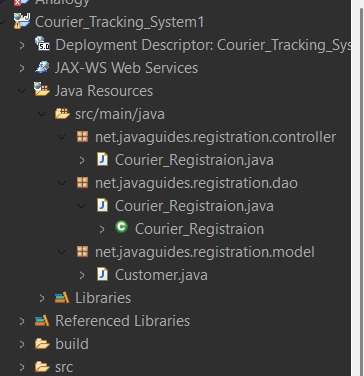 Analogy
Courier_Tracking_System1
Deployment Descriptor: Courier_Tracking_Sys
JAX-WS Web Services
Java Resources
src/main/java
net.javaguides.registration.controller
Courier_Registraion.java
net.javaguides.registration.dao
Courier_Registraion.java
Courier_Registraion
net.javaguides.registration.model
Customer.java
Libraries
Referenced Libraries
build
src